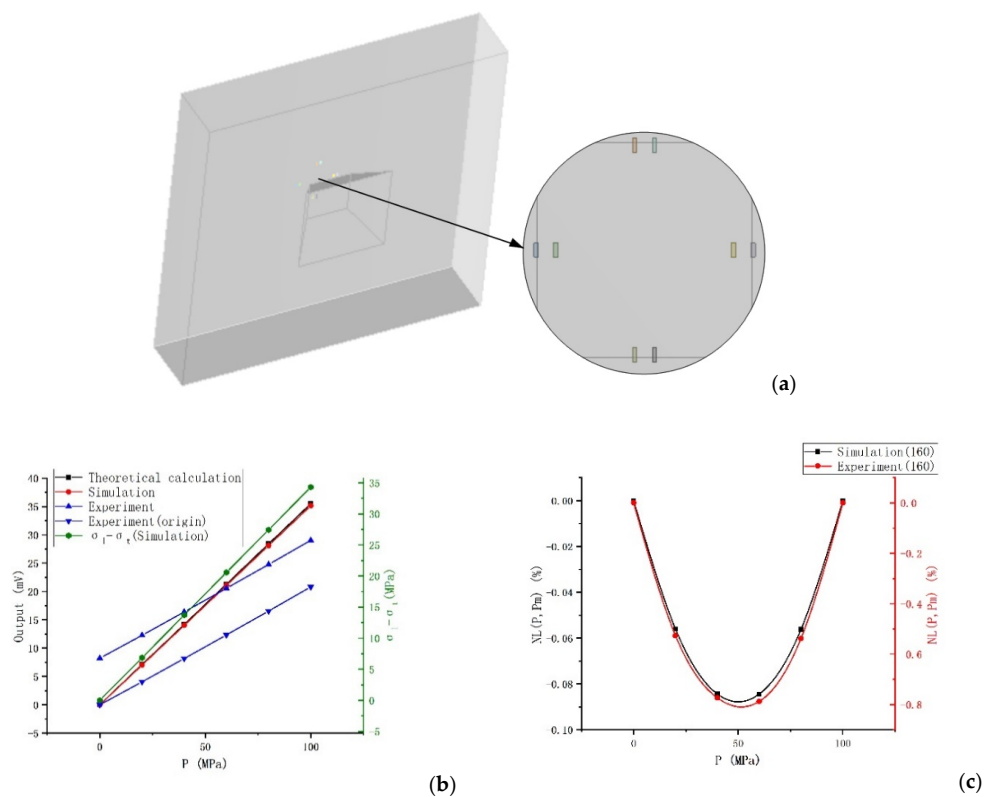 (a)
Theoretical calculation
Simulation
Experiment
Experiment(origin)
σl-σt(Simulation)
40
35
30
25
20
15
10
5
0
-5
Output (mV)
35
30
25
20
15
10
5
0
-5
σl-σt(MPa)
0
50
100
P (MPa)
(b)
Simulation(160)
Experiment(160)
0.00
-0.02
-0.04
-0.06
-0.08
-0.10
NL(P,Pm) (%)
0.0
-0.2
-0.4
-0.6
-0.8
NL(P,Pm) (%)
0
50
100
P (MPa)
(c)